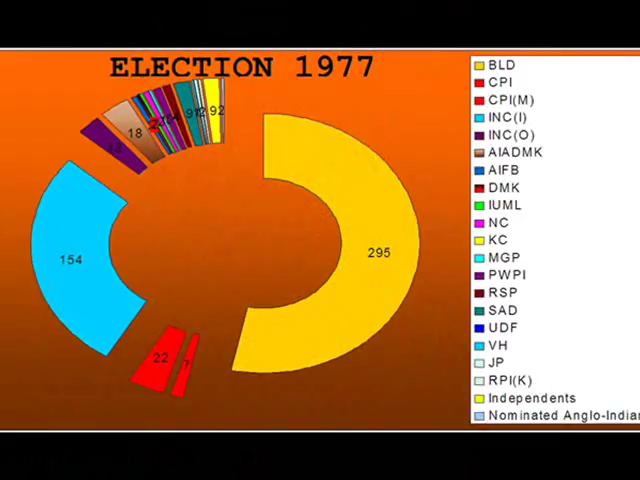 ELECTION 1977
BLD
CPI
CPI(M)
INC(I)
INC(O)
AIADMK
AIFB
DMK
IUML
NC
KC
MGP
PWPI
RSP
SAD
UDF
VH
JP
RPI(K)
Independents
Nominated Anglo-Indian
18
92
154
295
22
7